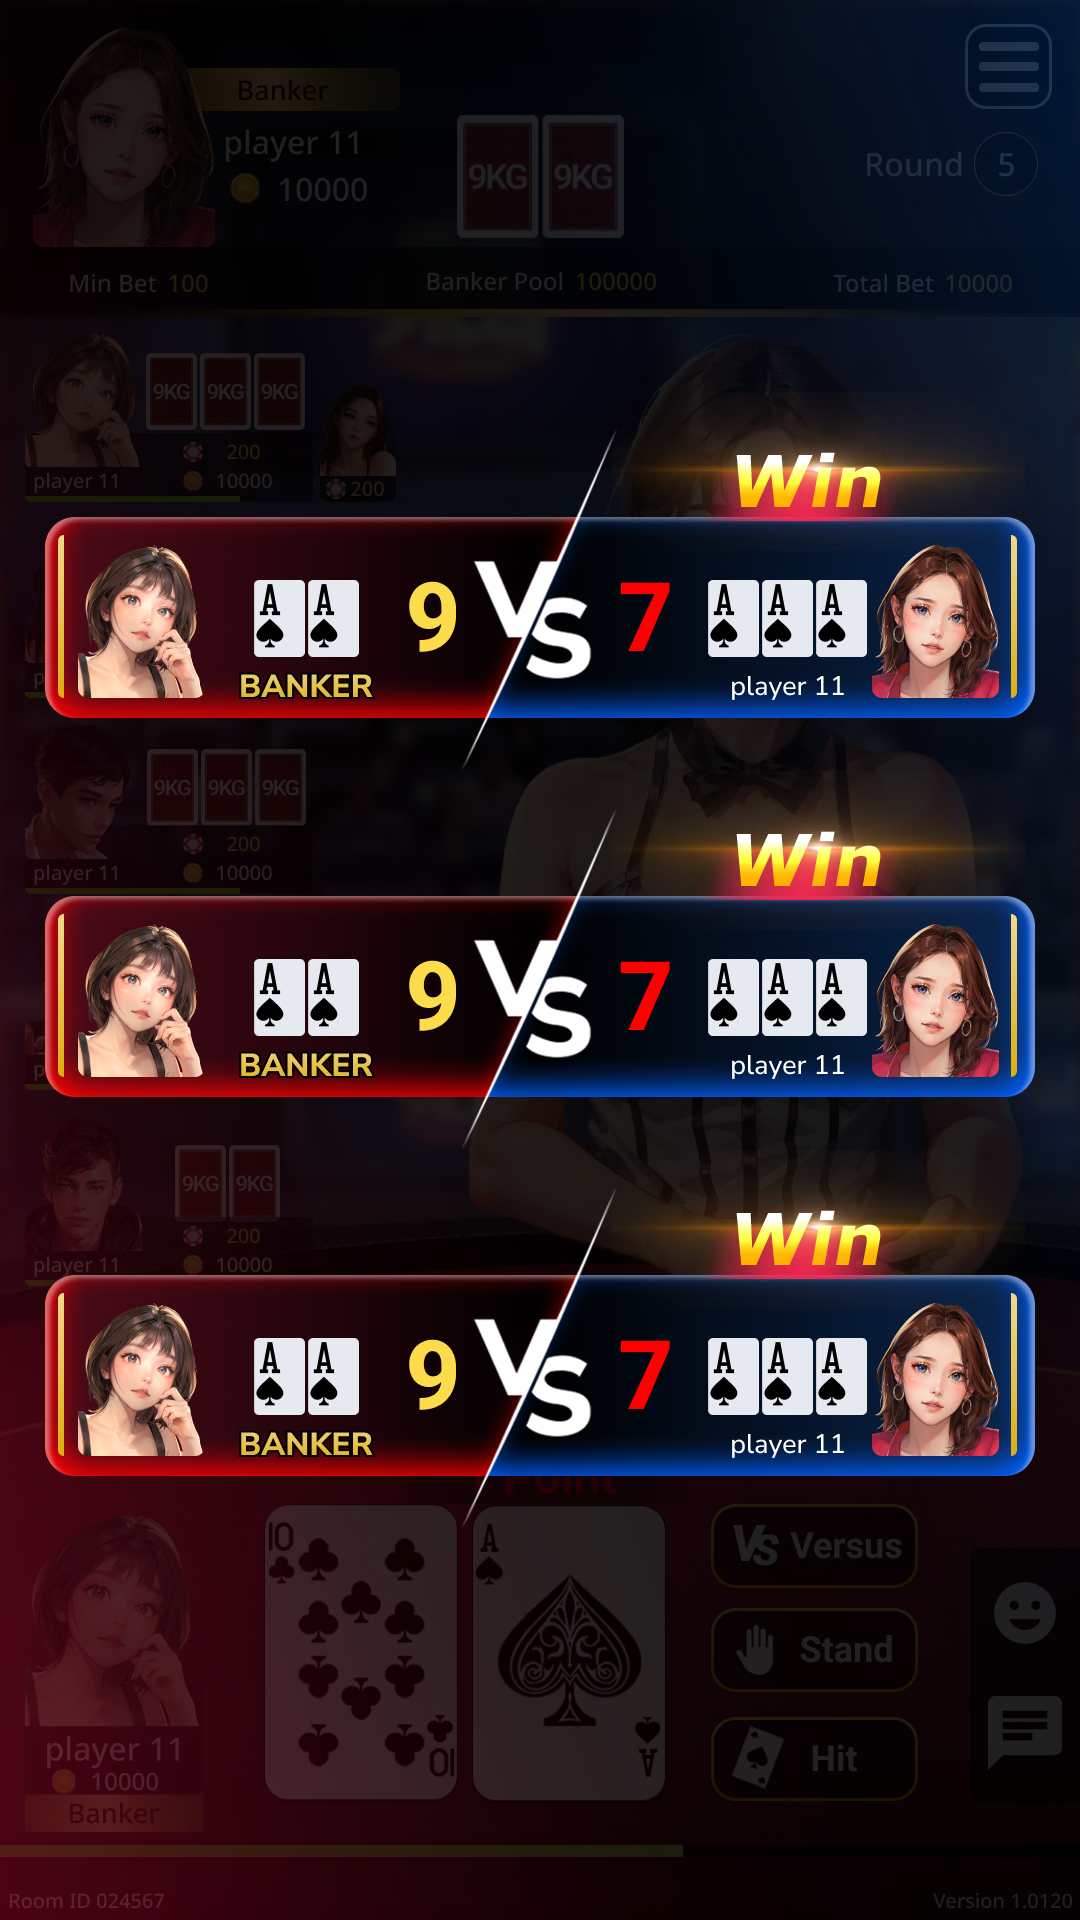 Banker
player 11
10000
9KG 9KG
Round 5
Min Bet 100
Banker Pool 100000
Total Bet 10000
9KG 9KG 9KG
200
player 11
10000
200
Win
A A
9
VS
7
A A A
BANKER
player 11
9KG 9KG 9KG
200
player 11
10000
Win
A A
9
VS
7
A A A
BANKER
player 11
9KG 9KG
200
player 11
10000
Win
A A
9
VS
7
A A A
BANKER
player 11
Point
10
A
VS Versus
Stand
Hit
10
A
player 11
10000
Banker
Room ID 024567
Version 1.0120